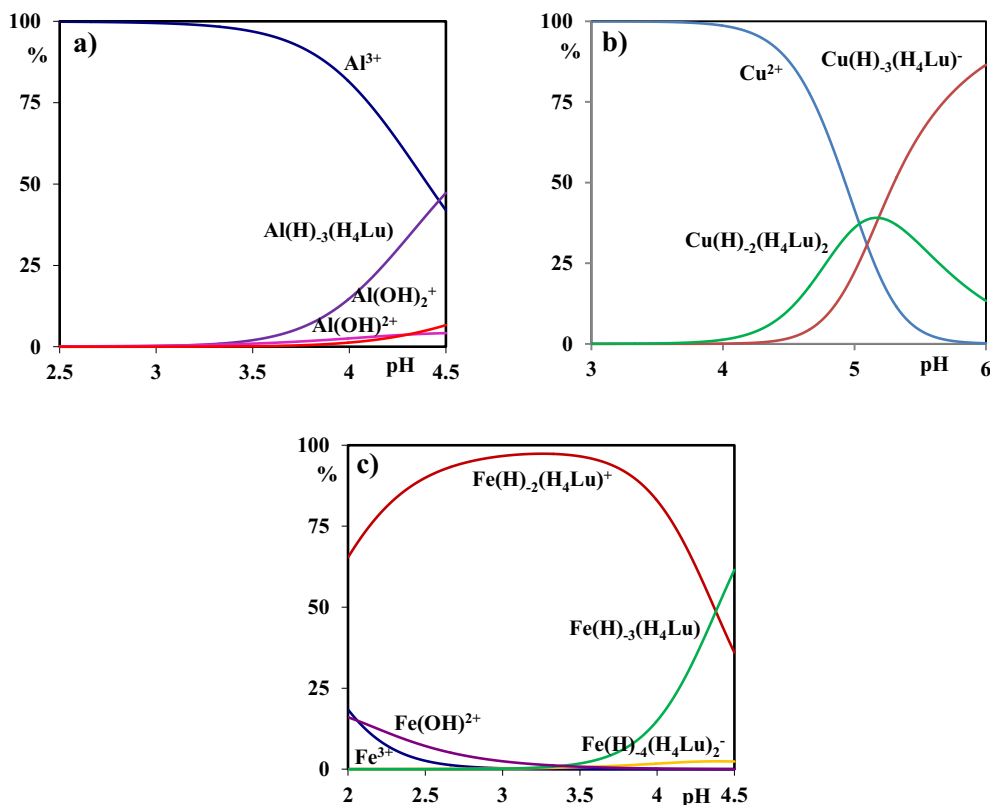 100
%
a)
Al³⁺
75
50
Al(H)₋₃(H₄Lu)
25
Al(OH)₂⁺
Al(OH)²⁺
0
2.5 3 3.5 4 pH 4.5
100
%
b)
Cu(H)₋₃(H₄Lu)⁻
Cu²⁺
75
50
Cu(H)₋₂(H₄Lu)₂
25
0
3 4 5 pH 6
100
%
c)
Fe(H)₋₂(H₄Lu)⁺
75
50
Fe(H)₋₃(H₄Lu)
25
Fe(OH)²⁺
Fe³⁺
Fe(H)₋₄(H₄Lu)₂⁻
0
2 2.5 3 3.5 4 pH 4.5